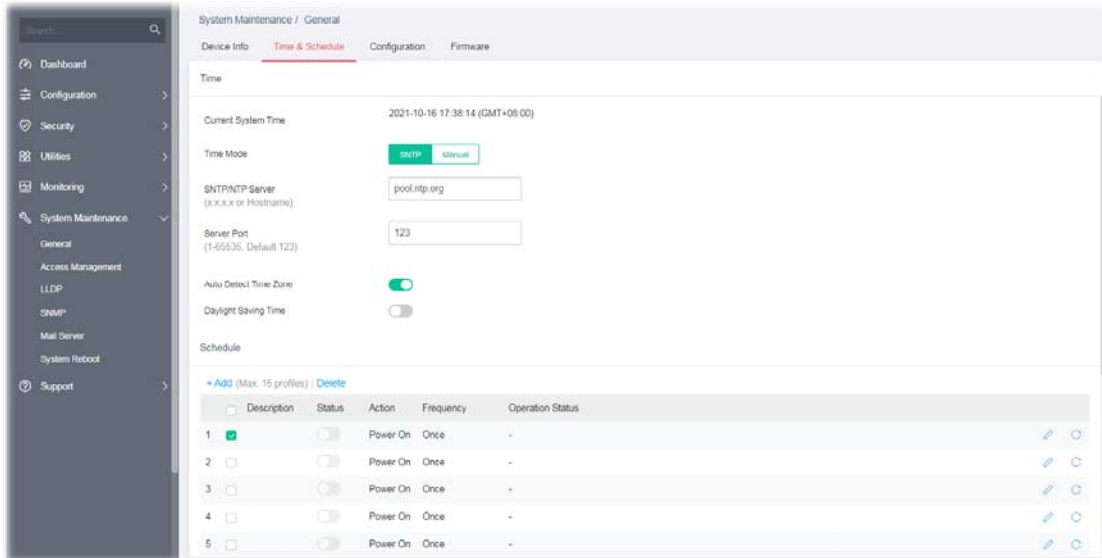 Search...
Dashboard
Configuration
Security
Utilities
Monitoring
System Maintenance
General
Access Management
LLDP
SNMP
Mail Server
System Reboot
Support
System Maintenance / General
Device Info Time & Schedule Configuration Firmware
Time
Current System Time 2021-10-16 17:38:14 (GMT+08:00)
Time Mode SNTP Manual
SNTP/NTP Server pool.ntp.org
(x.x.x.x or Hostname)
Server Port 123
(1-65535, Default 123)
Auto Detect Time Zone
Daylight Saving Time
Schedule
+Add (Max. 15 profiles) | Delete
Description Status Action Frequency Operation Status
1 Power On Once -
2 Power On Once -
3 Power On Once -
4 Power On Once -
5 Power On Once -